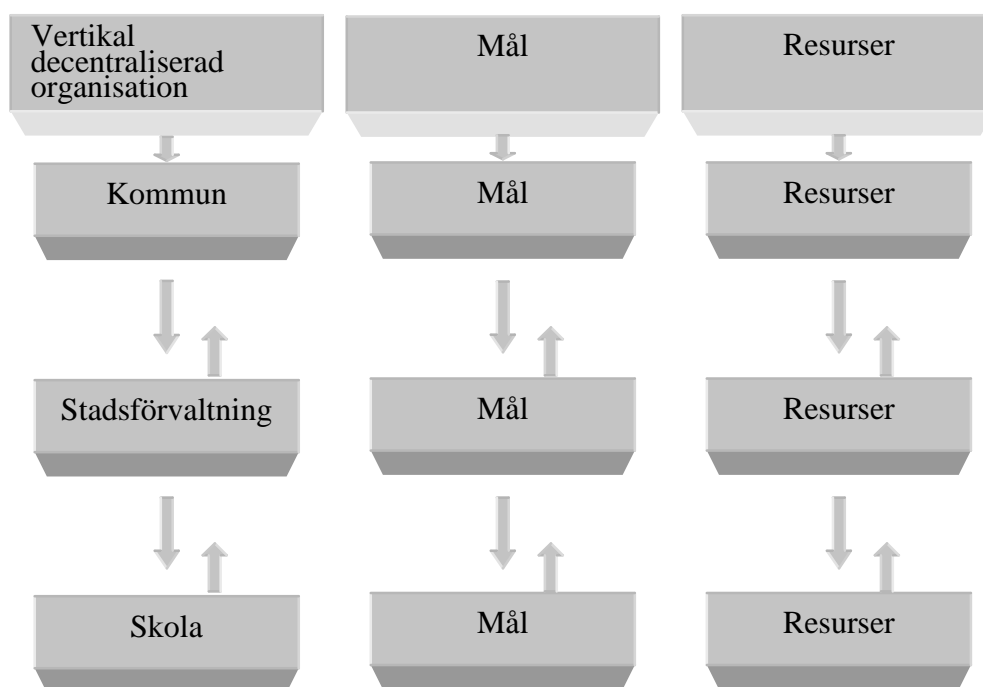 Vertikal
decentraliserad
organisation
Mål
Resurser
Kommun
Mål
Resurser
Stadsförvaltning
Mål
Resurser
Skola
Mål
Resurser